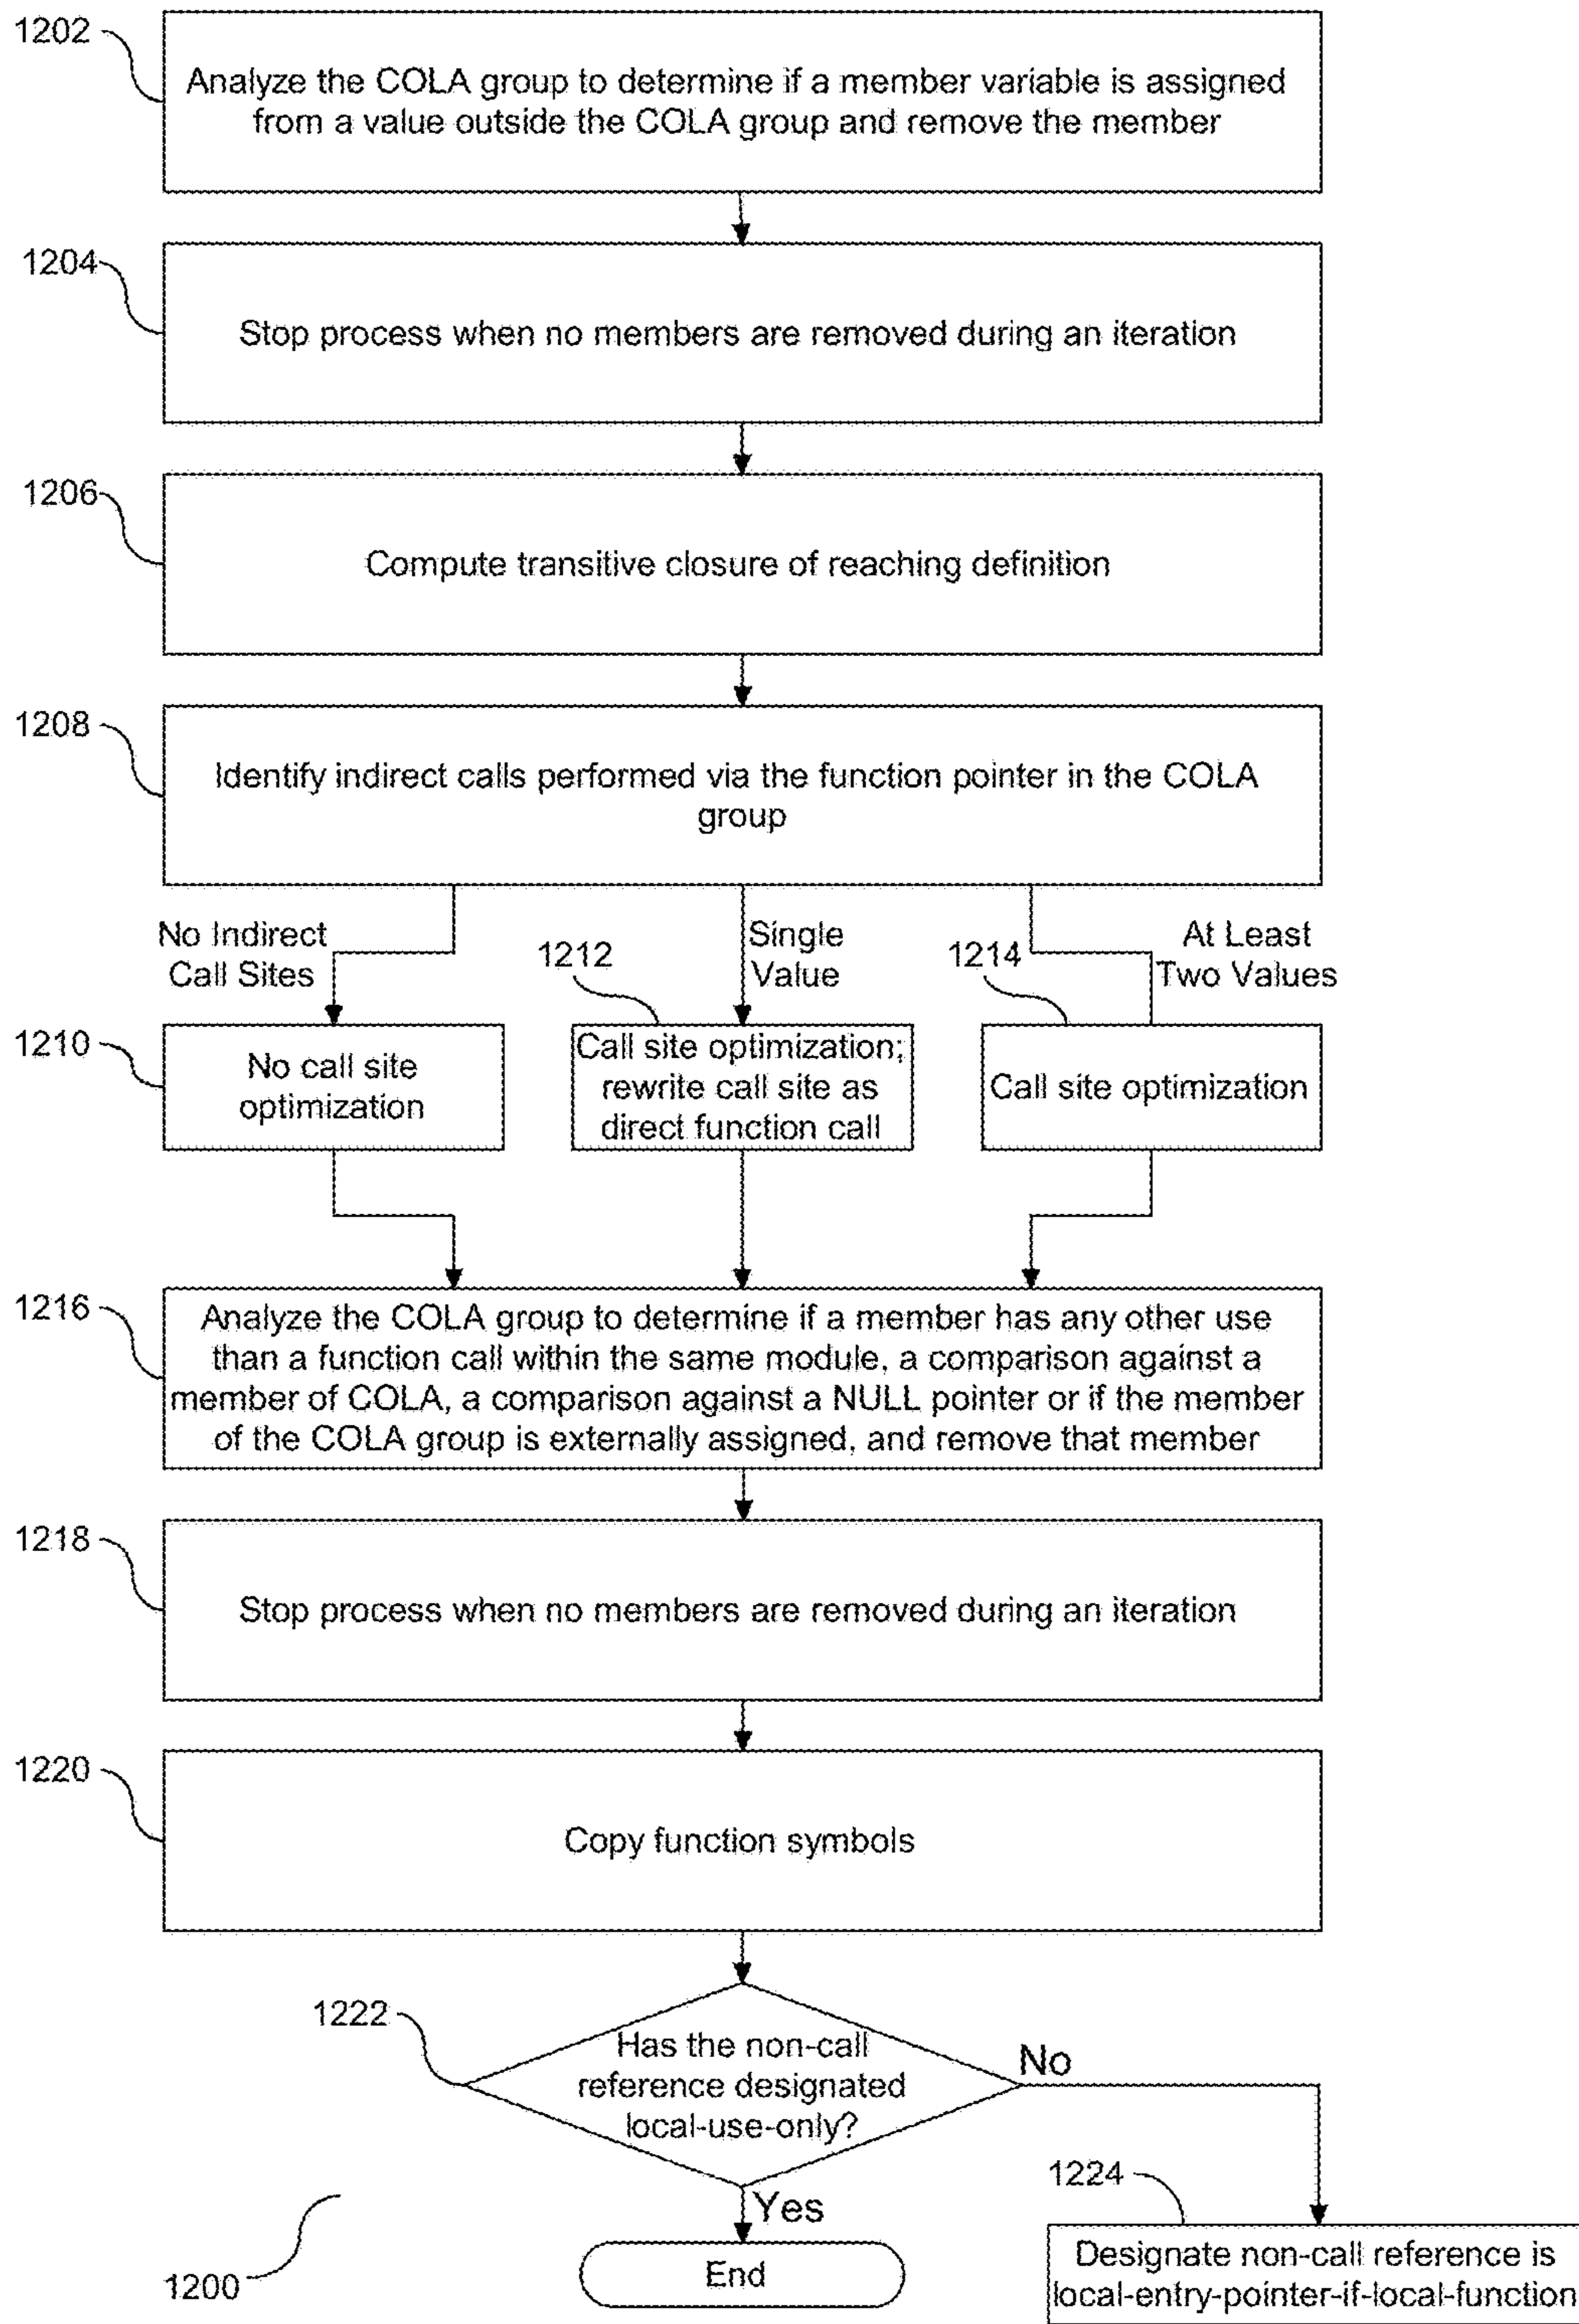 1202
Analyze the COLA group to determine if a member variable is assigned
from a value outside the COLA group and remove the member
1204
Stop process when no members are removed during an iteration
1206
Compute transitive closure of reaching definition
1208
Identify indirect calls performed via the function pointer in the COLA
group
No Indirect
Call Sites
1212
Single
Value
1214
At Least
Two Values
1210
No call site
optimization
Call site optimization;
rewrite call site as
direct function call
Call site optimization
1216
Analyze the COLA group to determine if a member has any other use
than a function call within the same module, a comparison against a
member of COLA, a comparison against a NULL pointer or if the member
of the COLA group is externally assigned, and remove that member
1218
Stop process when no members are removed during an iteration
1220
Copy function symbols
1222
Has the non-call
reference designated
local-use-only?
No
Yes
1224
End
Designate non-call reference is
local-entry-pointer-if-local-function
1200